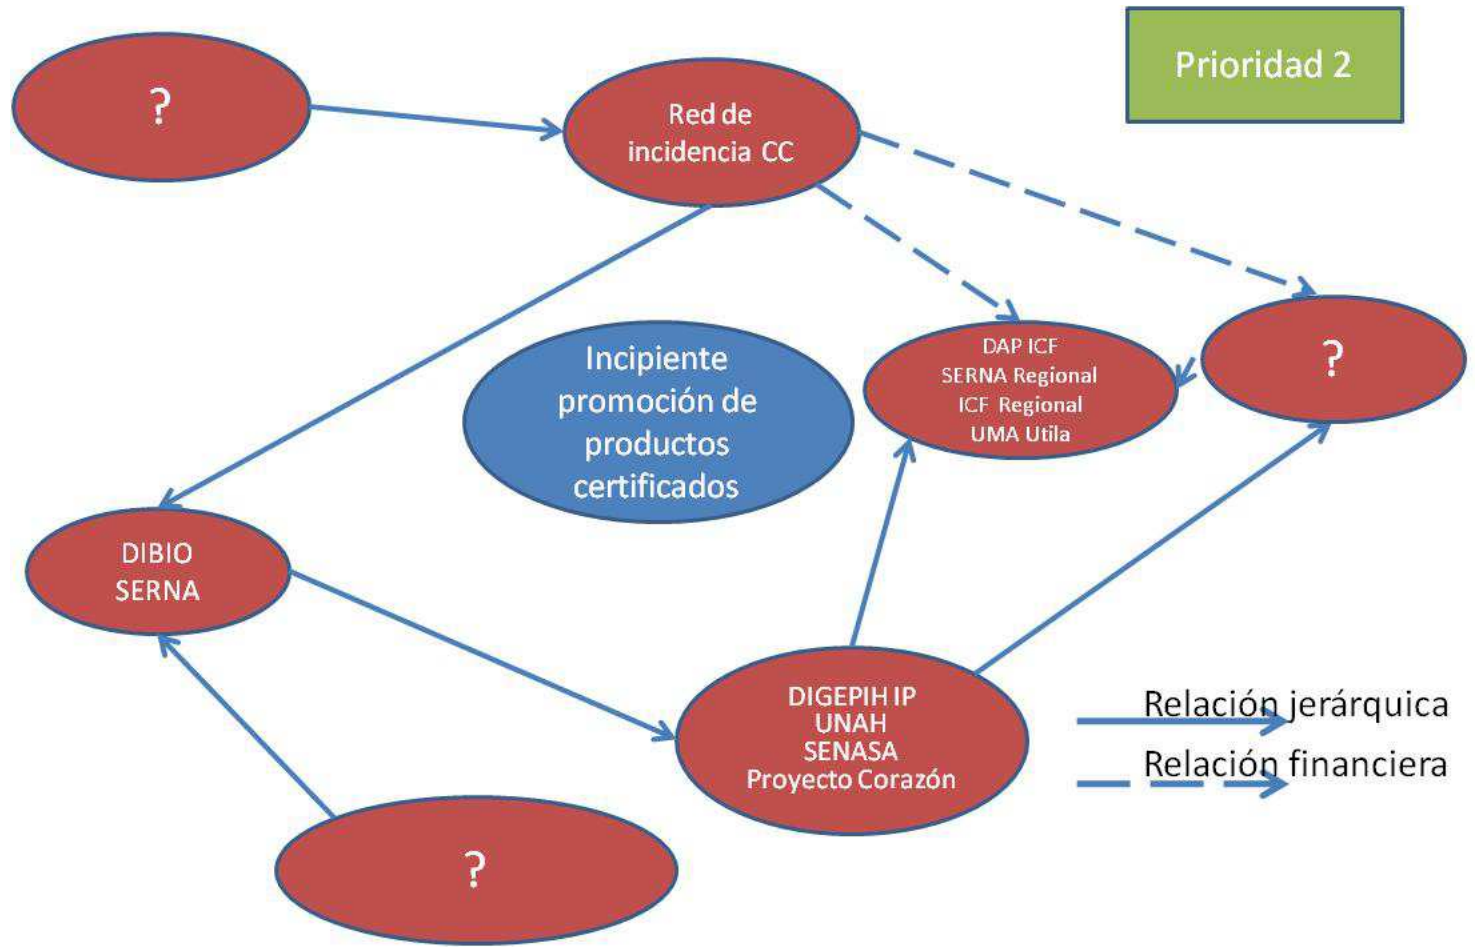 Prioridad 2
?
Red de
incidencia CC
Incipiente
promoción de
productos
certificados
DAP ICF
SERNA Regional
ICF Regional
UMA Utila
?
DIBIO
SERNA
DIGEPIH IP
UNAH
SENASA
Proyecto Corazón
?
Relación jerárquica
Relación financiera